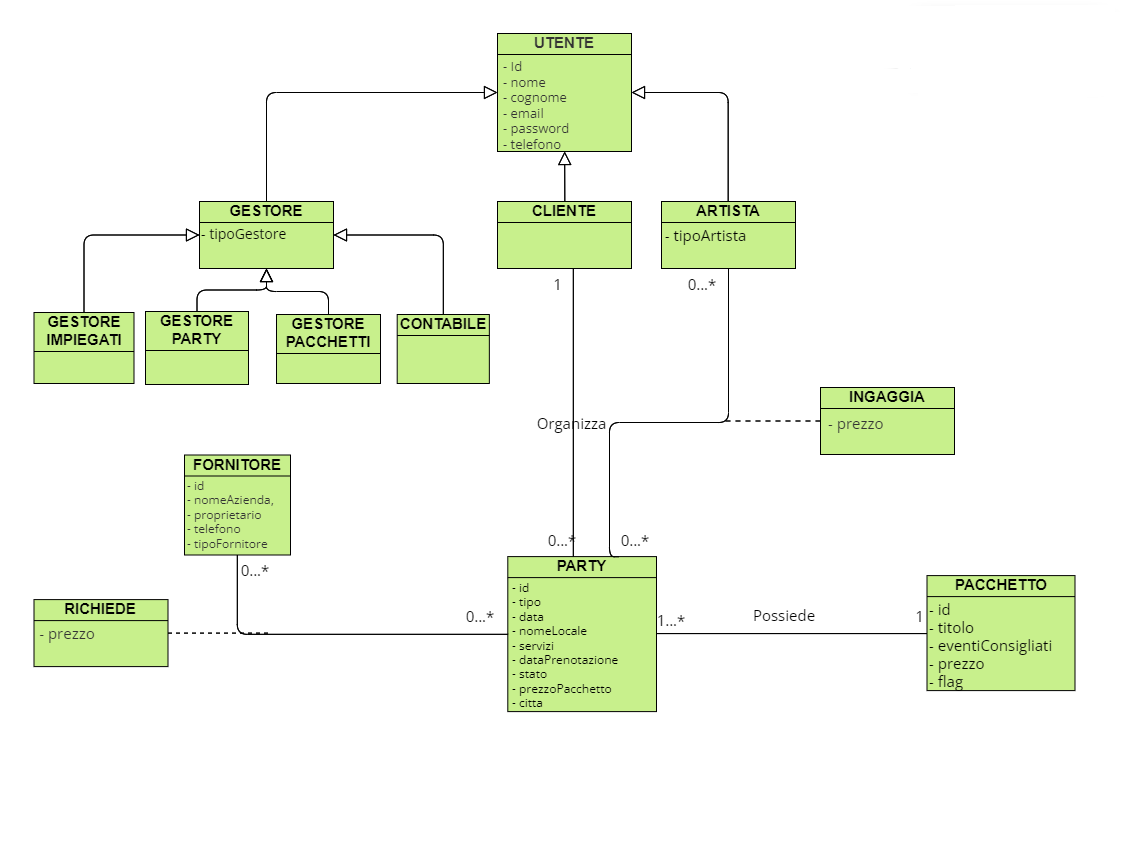 UTENTE
- Id
- nome
- cognome
- email
- password
- telefono
GESTORE
- tipoGestore
CLIENTE
ARTISTA
- tipoArtista
1
0...*
GESTORE
IMPIEGATI
GESTORE
PARTY
GESTORE
PACCHETTI
CONTABILE
INGAGGIA
- prezzo
Organizza
FORNITORE
- id
- nomeAzienda,
- proprietario
- telefono
- tipoFornitore
0...*
0...*
0...*
RICHIEDE
- prezzo
0...*
PARTY
- id
- tipo
- data
- nomeLocale
- servizi
- dataPrenotazione
- stato
- prezzoPacchetto
- citta
1...*
Possiede
1
PACCHETTO
- id
- titolo
- eventiConsigliati
- prezzo
- flag